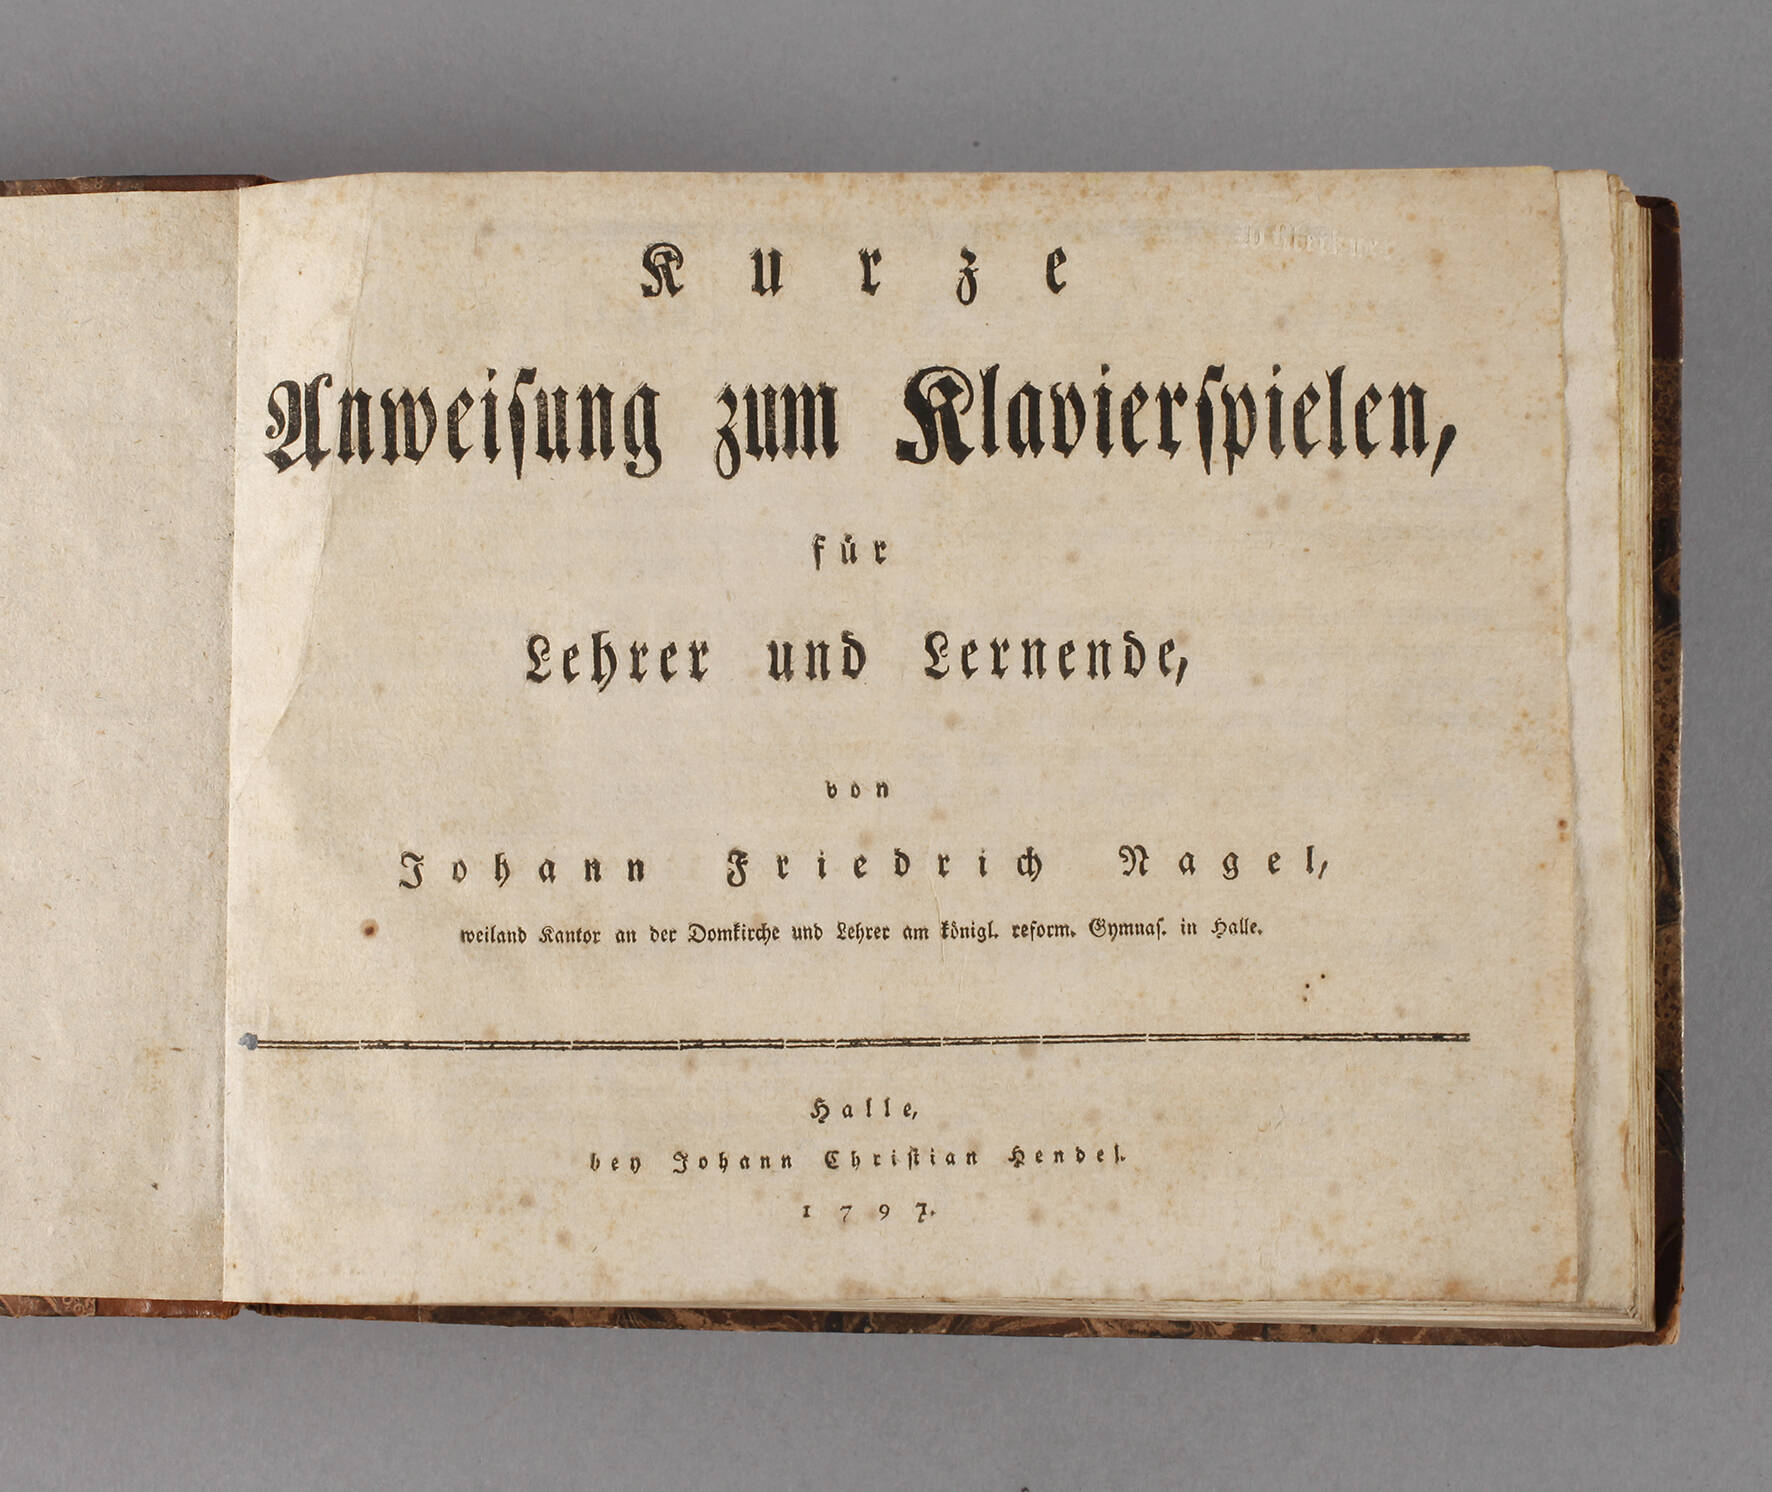 Kurze
Anweisung zum Klavierspielen,
für
Lehrer und Lernende,
von
Johann Friedrich Nagel,
weiland Kantor an der Domkirche und Lehrer am königl. reform. Gymnaſ. in Halle.
Halle,
bey Johann Chriſtian Hendel.
1797.